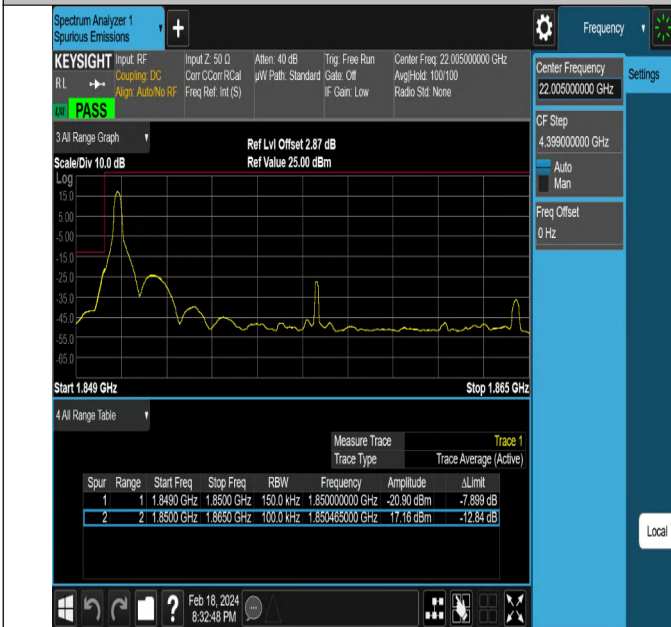 Spectrum Analyzer 1
Spurious Emissions
+
Frequency
KEYSIGHT
RL
PASS
Input: RF
Coupling: DC
Align: Auto/No RF
Input Z: 50 Ω
Corr CCorr RCal
Freq Ref: Int (S)
Atten: 40 dB
µW Path: Standard
Trig: Free Run
Gate: Off
IF Gain: Low
Center Freq: 22.005000000 GHz
Avg|Hold: 100/100
Radio Std: None
Center Frequency
22.005000000 GHz
Settings
CF Step
4.399000000 GHz
Auto
Man
Freq Offset
0 Hz
3 All Range Graph
Scale/Div 10.0 dB
Ref Lvl Offset 2.87 dB
Ref Value 25.00 dBm
Log
15.0
5.00
-5.00
-15.0
-25.0
-35.0
-45.0
-55.0
-65.0
Start 1.849 GHz
Stop 1.865 GHz
4 All Range Table
Measure Trace Trace 1
Trace Type Trace Average (Active)
Spur Range Start Freq Stop Freq RBW Frequency Amplitude ΔLimit
1 1 1.8490 GHz 1.8500 GHz 150.0 kHz 1.850000000 GHz -20.90 dBm -7.899 dB
2 2 1.8500 GHz 1.8650 GHz 100.0 kHz 1.850465000 GHz 17.16 dBm -12.84 dB
Local
?
Feb 18, 2024
8:32:48 PM